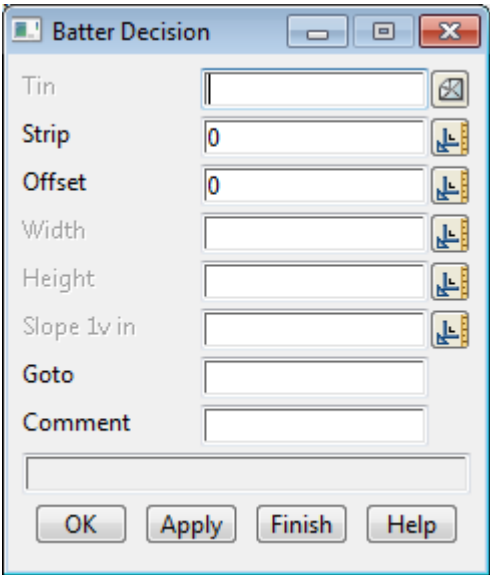 Batter Decision
Tin
Strip 0
Offset 0
Width
Height
Slope 1v in
Goto
Comment
OK Apply Finish Help